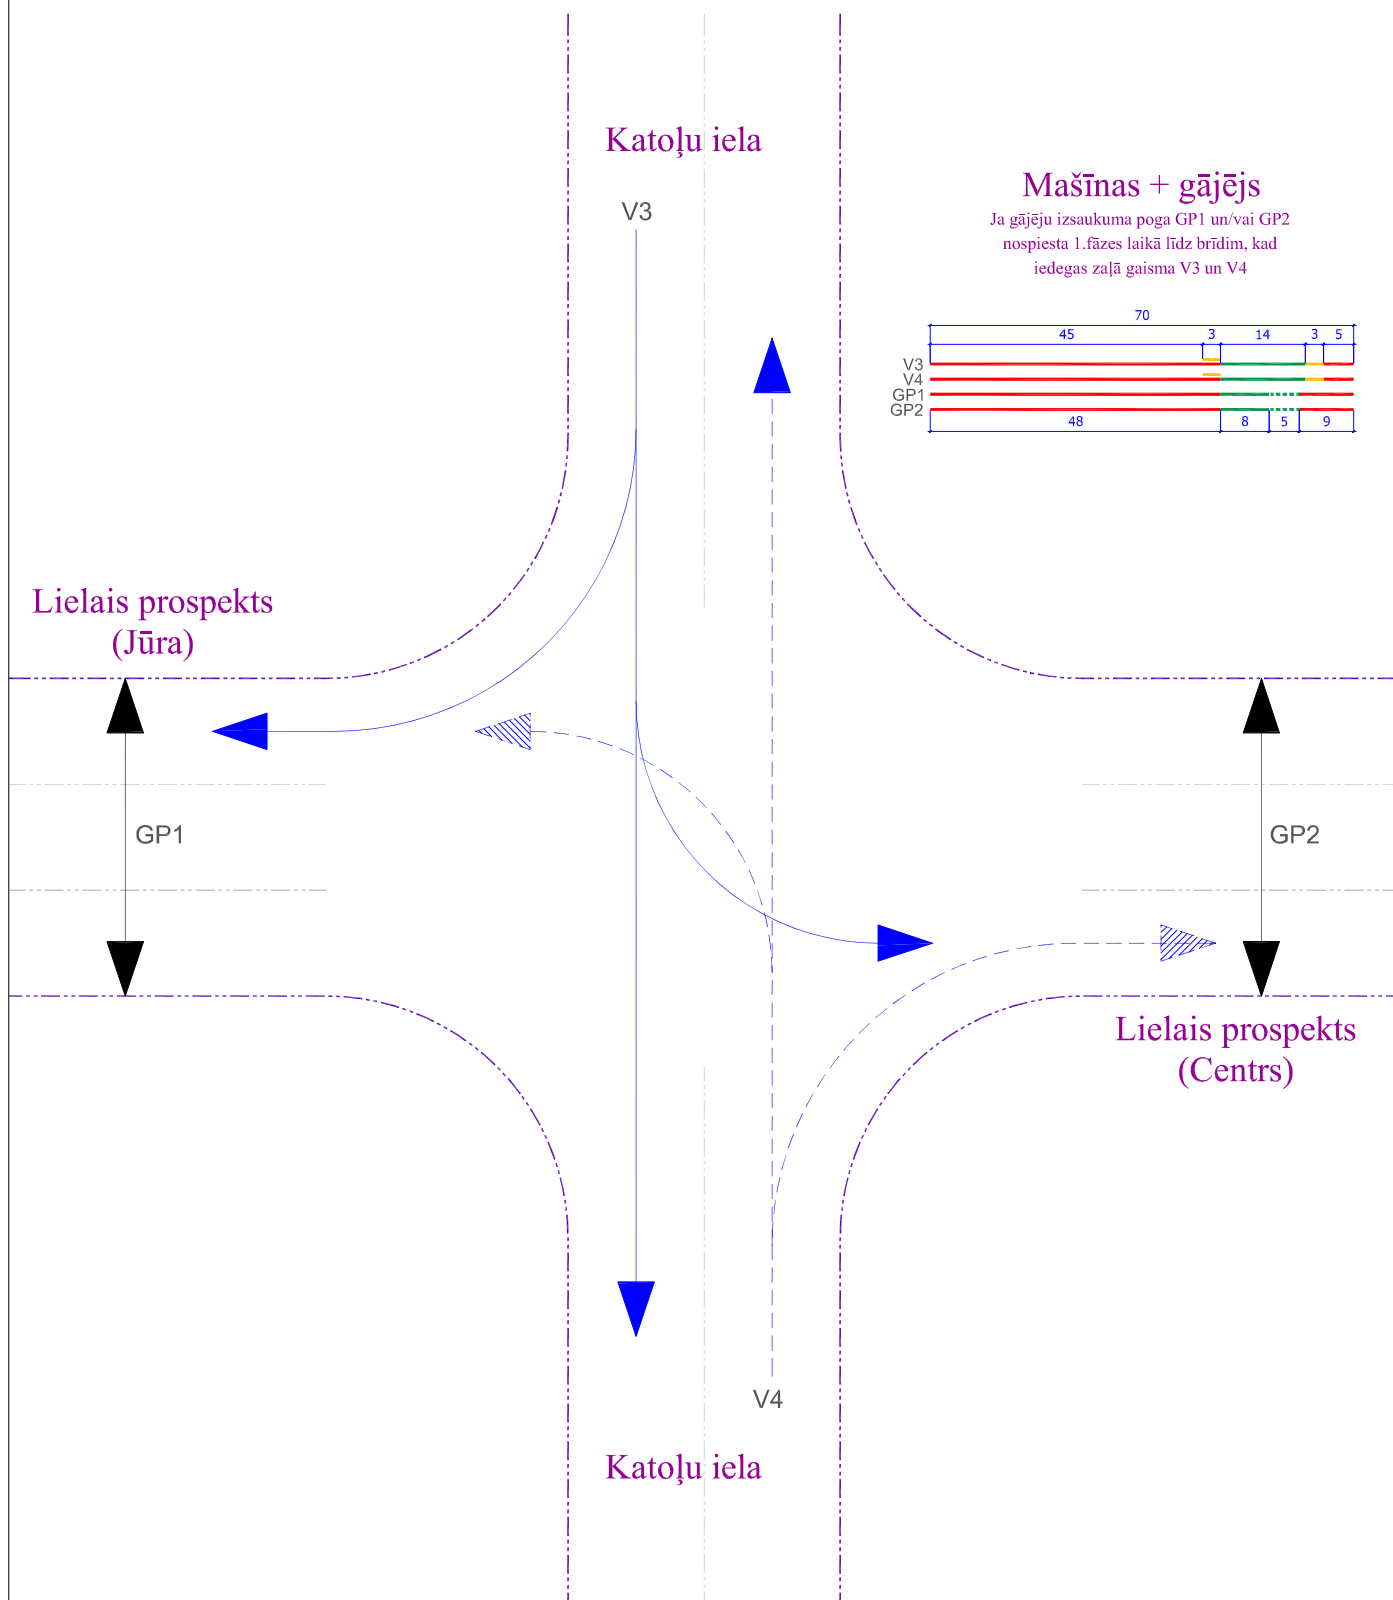 Katoļu iela
V3
Mašīnas + gājējs
Ja gājēju izsaukuma poga GP1 un/vai GP2
nospiesta 1.fāzes laikā līdz brīdim, kad
iedegas zaļā gaisma V3 un V4
70
45 3 14 3 5
V3
V4
GP1
GP2
48 8 5 9
Lielais prospekts
(Jūra)
GP1
GP2
Lielais prospekts
(Centrs)
V4
Katoļu iela